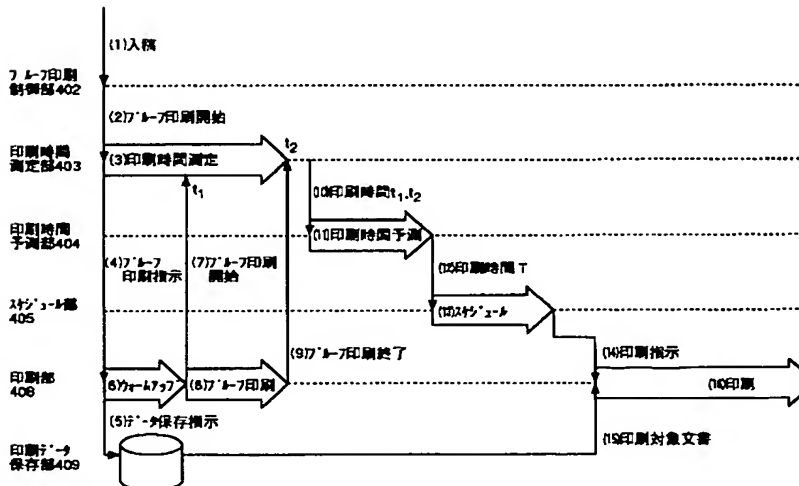 (1)入稿
プルーフ印刷
制御部402
(2)プルーフ印刷開始
印刷時間
測定部403
(3)印刷時間測定
t₂
t₁
(10)印刷時間t₁,t₂
印刷時間
予測部404
(11)印刷時間予測
(4)プルーフ
印刷指示
(7)プルーフ印刷
開始
(12)印刷時間T
スケジュール部
405
(13)スケジュール
(9)プルーフ印刷終了
(14)印刷指示
印刷部
408
(6)ウォームアップ
(8)プルーフ印刷
(16)印刷
(5)データ保存指示
印刷データ
保存部409
(15)印刷対象文書